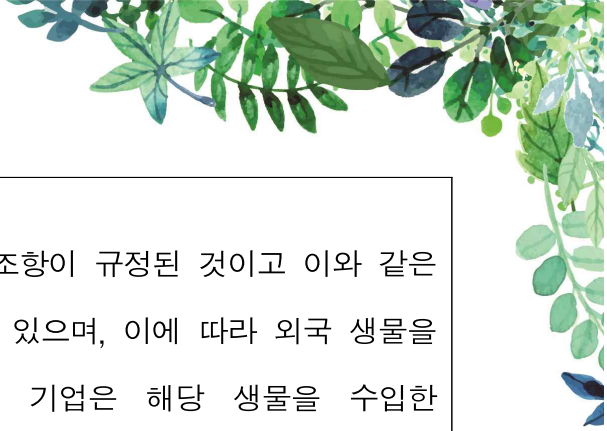 조항이 규정된 것이고 이와 같은
있으며, 이에 따라 외국 생물을
기업은 해당 생물을 수입한